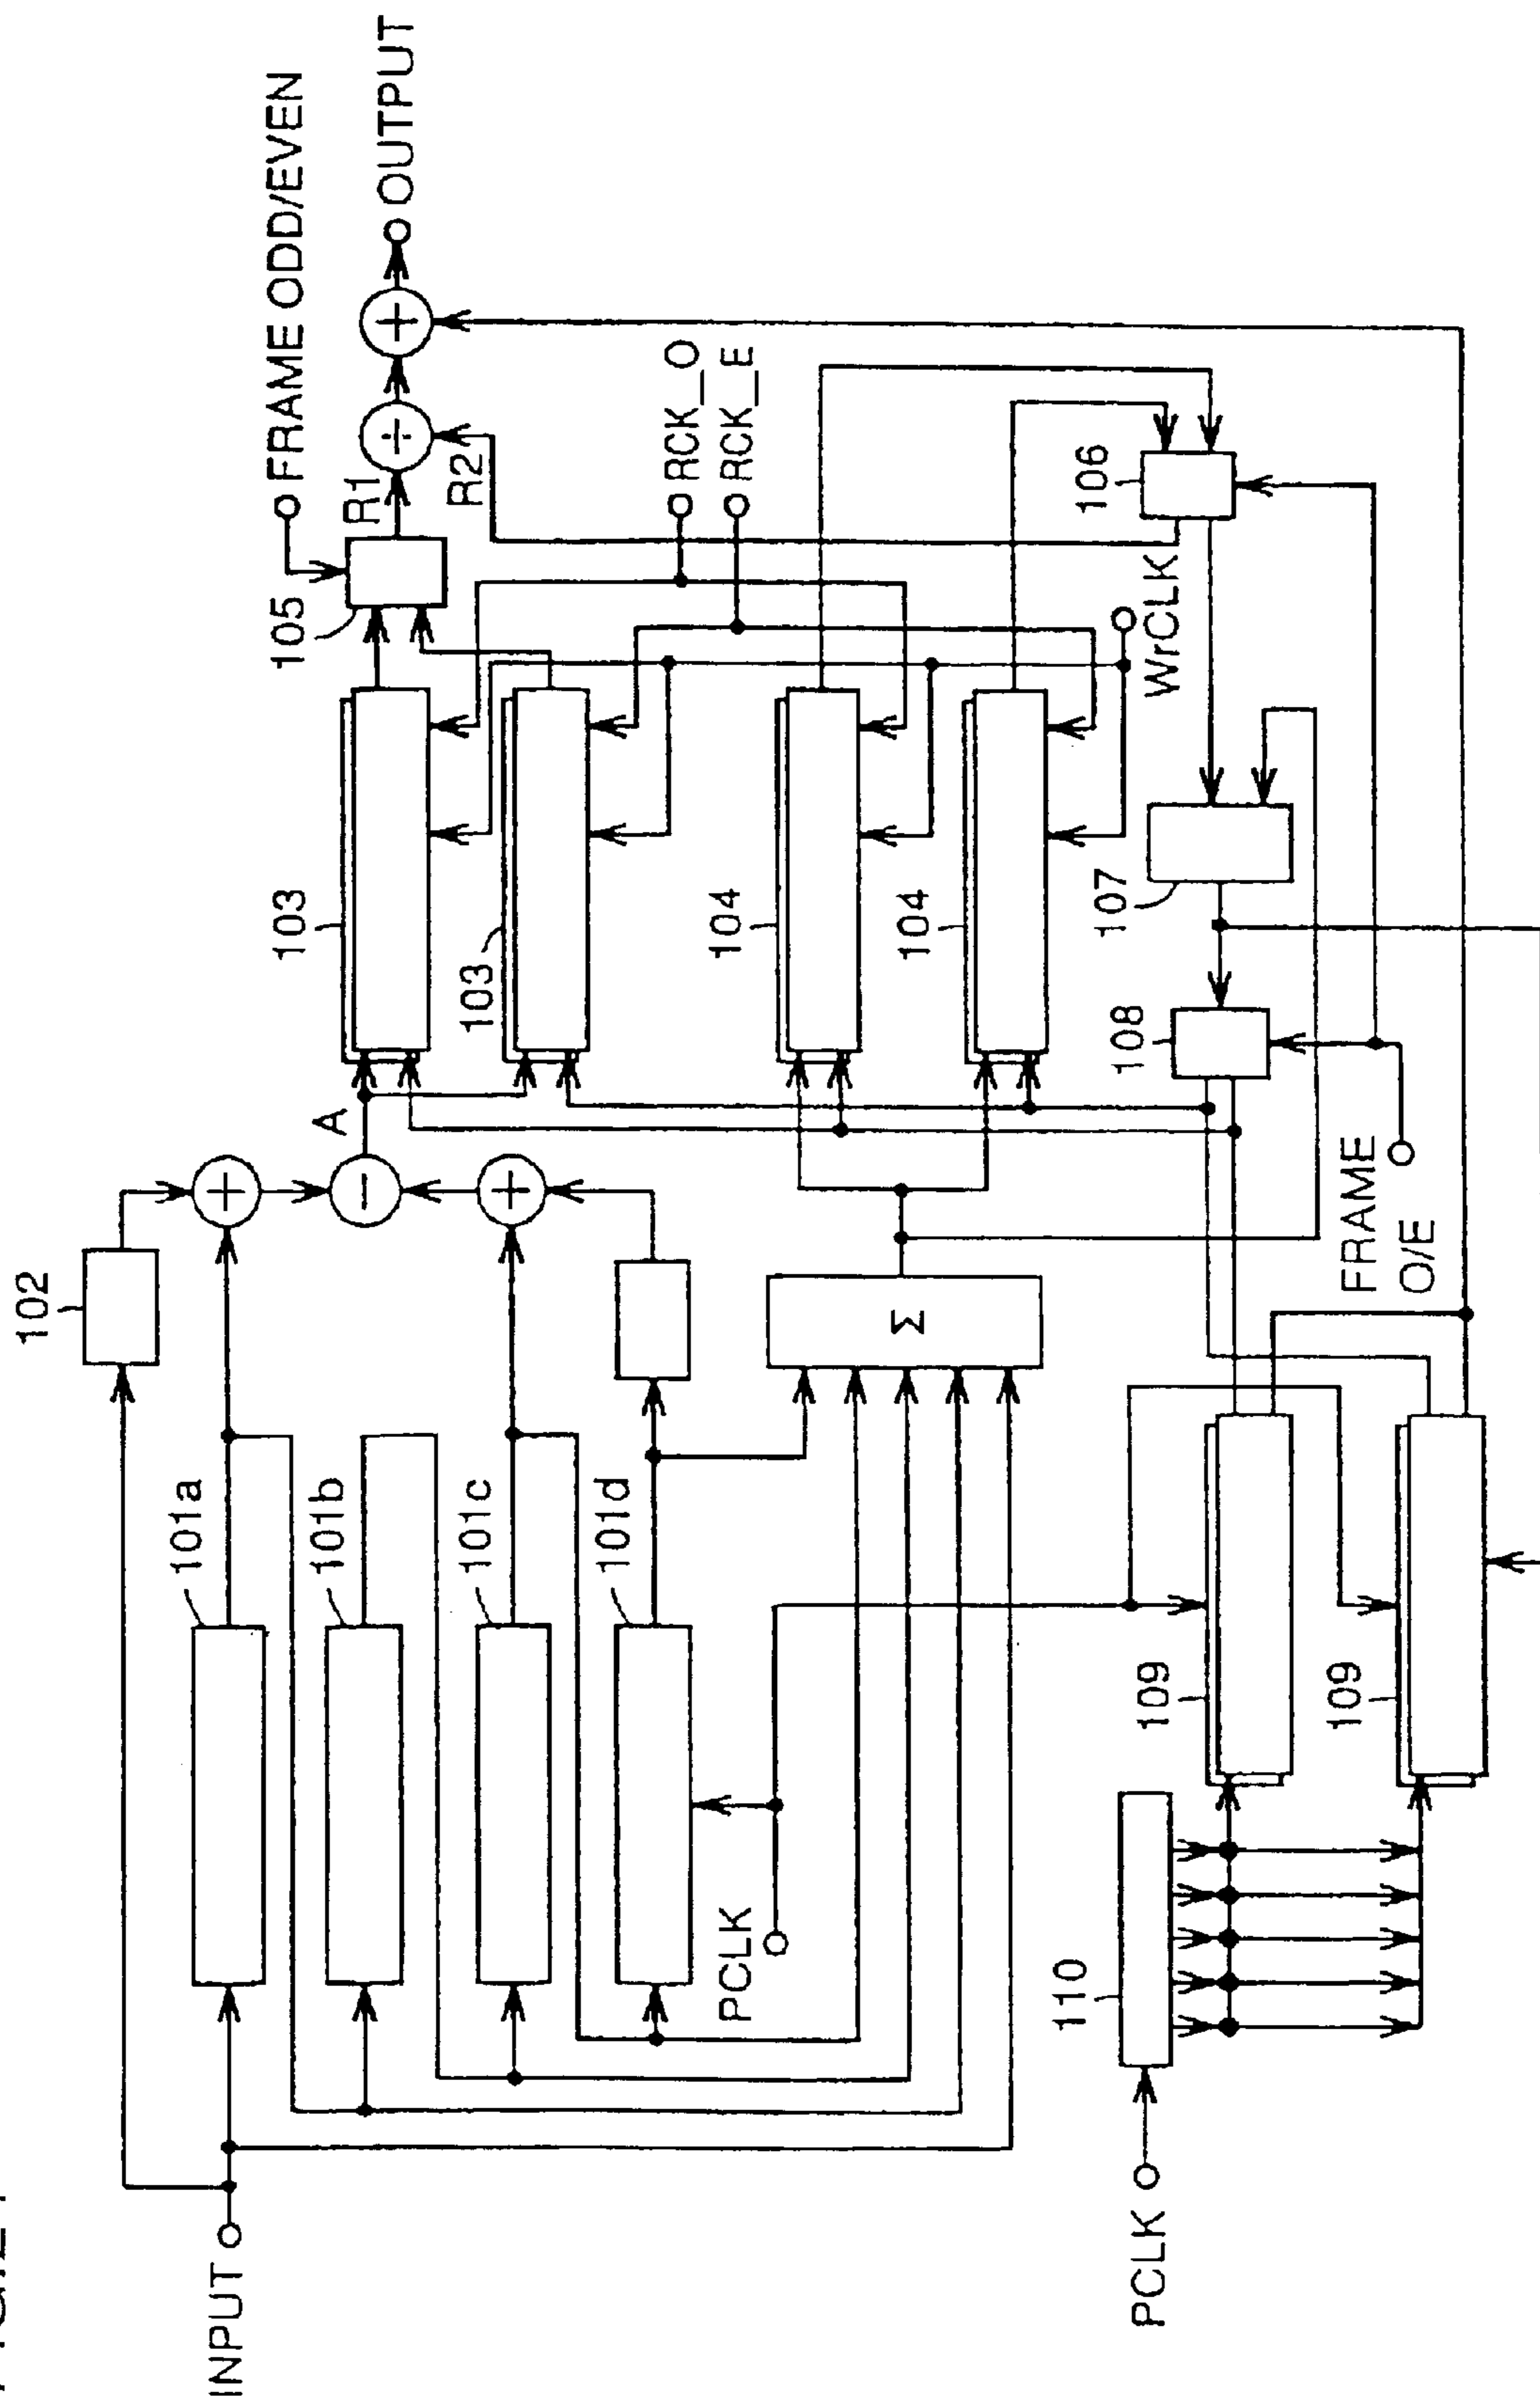 INPUT
102
101a
101b
101c
101d
PCLK
Σ
+
−
+
A
103
103
104
104
105
FRAME ODD/EVEN
R1
R2
÷
+
OUTPUT
RCK_O
RCK_E
WrCLK
106
107
108
FRAME
O/E
109
109
110
PCLK